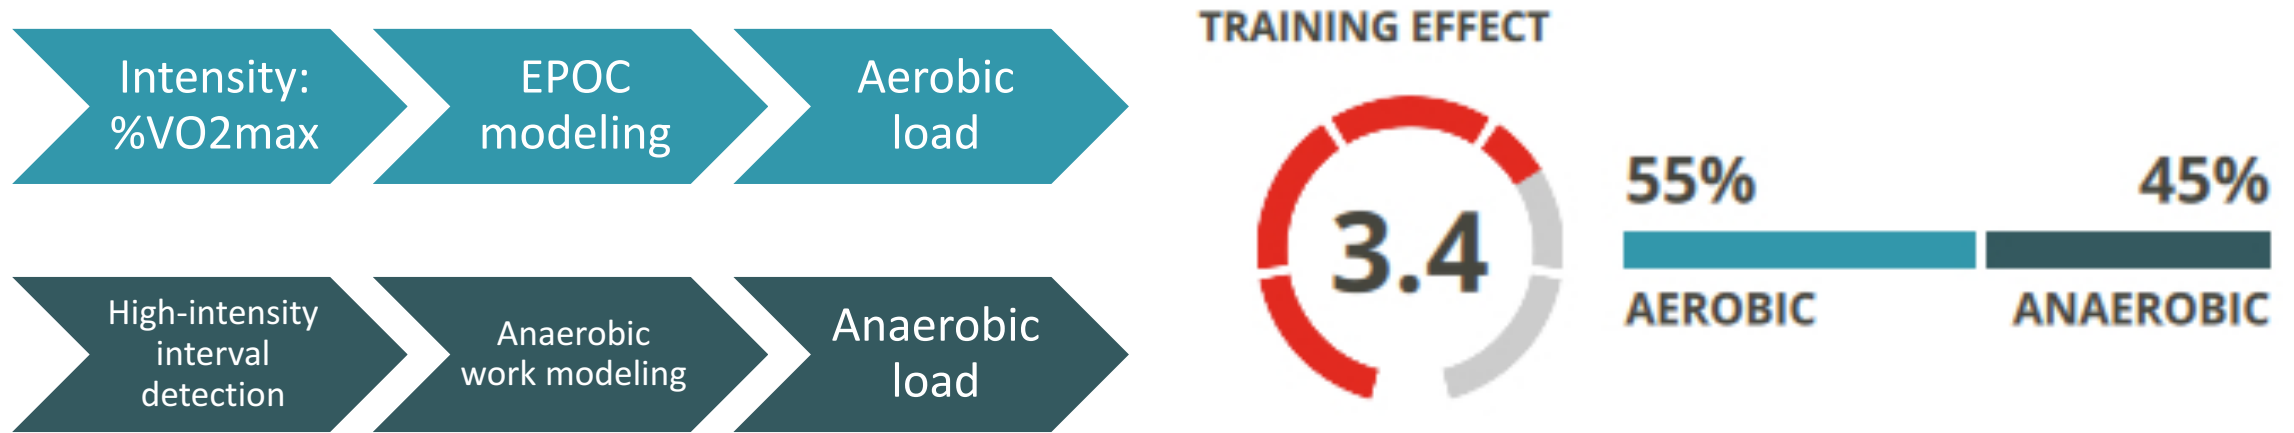 Intensity:
%VO2max
EPOC
modeling
Aerobic
load
High-intensity
interval
detection
Anaerobic
work modeling
Anaerobic
load
TRAINING EFFECT
3.4
55%
45%
AEROBIC
ANAEROBIC